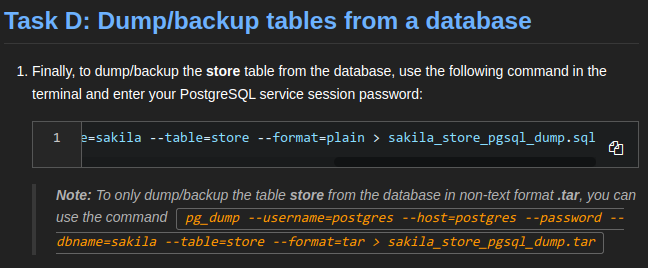 Task D: Dump/backup tables from a database
1. Finally, to dump/backup the store table from the database, use the following command in the
terminal and enter your PostgreSQL service session password:
1 e=sakila --table=store --format=plain > sakila_store_pgsql_dump.sql
Note: To only dump/backup the table store from the database in non-text format .tar, you can
use the command pg_dump --username=postgres --host=postgres --password --
dbname=sakila --table=store --format=tar > sakila_store_pgsql_dump.tar